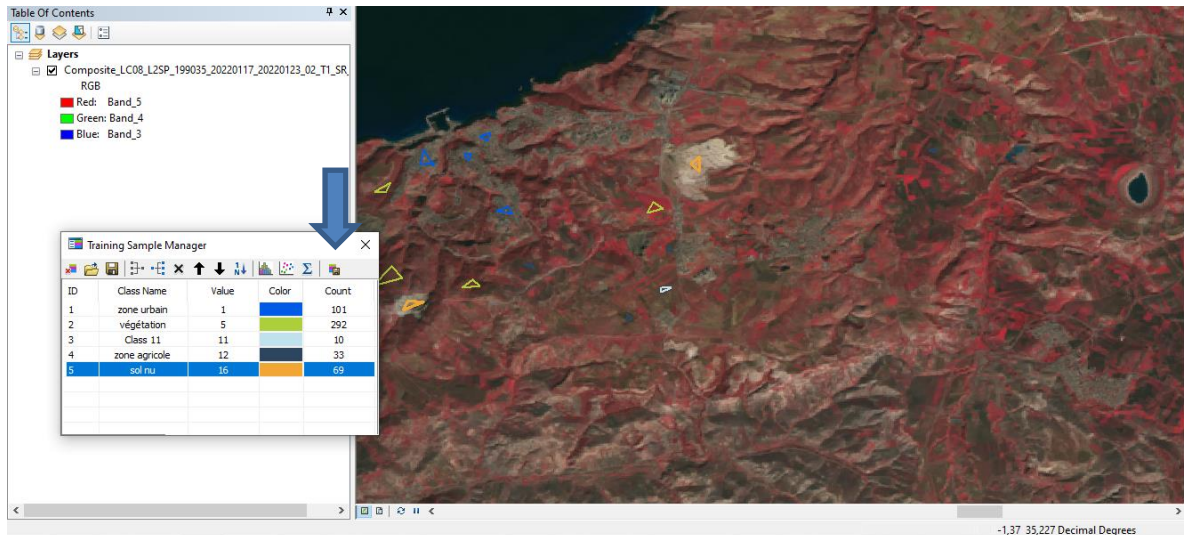 Table Of Contents
Layers
Composite_LC08_L2SP_199035_20220117_20220123_02_T1_SR_
RGB
Red: Band_5
Green: Band_4
Blue: Band_3
Training Sample Manager
ID Class Name Value Color Count
1 zone urbain 1 101
2 végétation 5 292
3 Class 11 11 10
4 zone agricole 12 33
5 sol nu 16 69
-1,37 35,227 Decimal Degrees